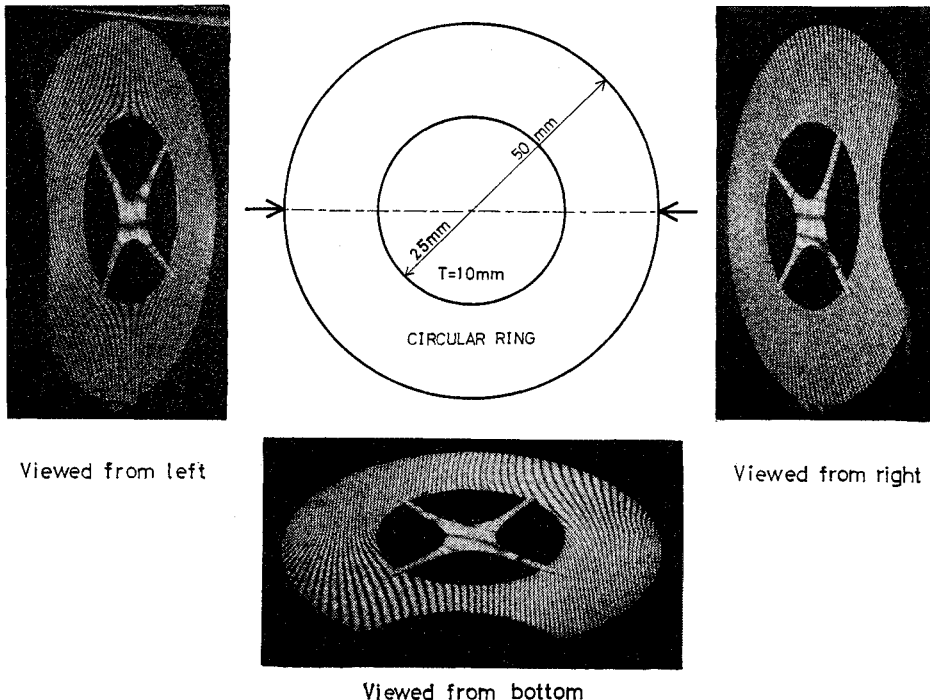 50 mm
25mm
T=10mm
CIRCULAR RING
Viewed from left
Viewed from right
Viewed from bottom